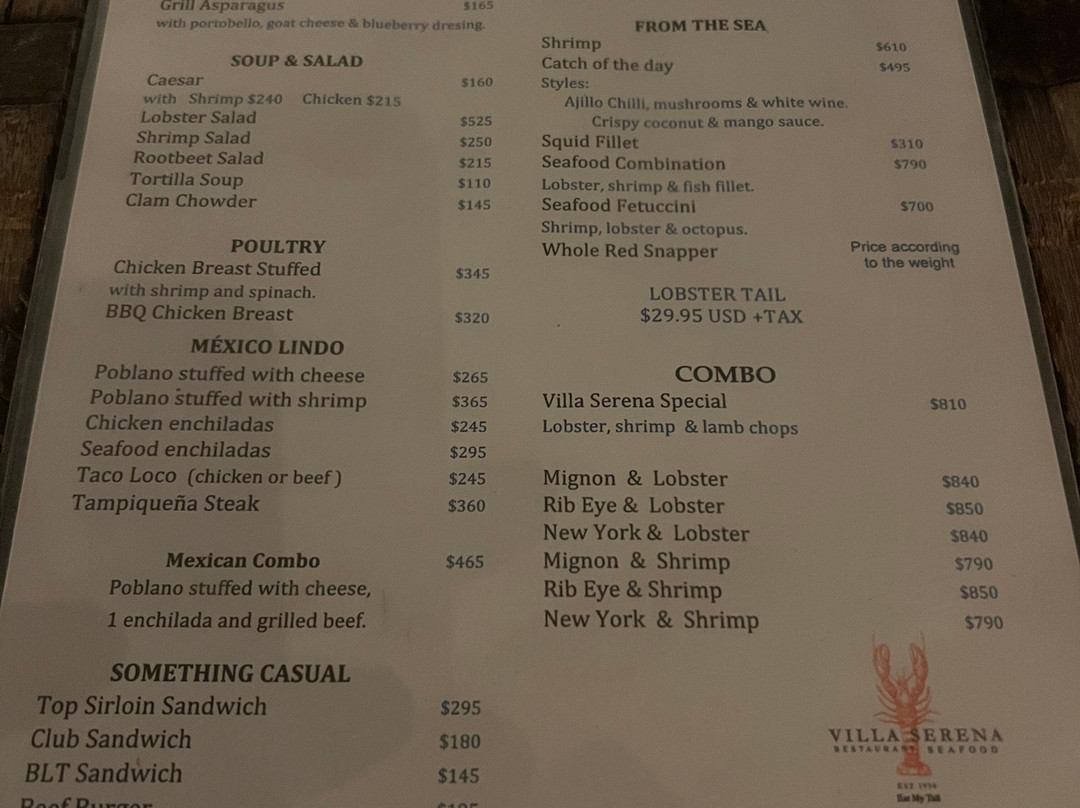 Grill Asparagus $165
with portobello, goat cheese & blueberry dresing.
SOUP & SALAD
Caesar $160
with Shrimp $240 Chicken $215
Lobster Salad $525
Shrimp Salad $250
Rootbeet Salad $215
Tortilla Soup $110
Clam Chowder $145
POULTRY
Chicken Breast Stuffed $345
with shrimp and spinach.
BBQ Chicken Breast $320
MÉXICO LINDO
Poblano stuffed with cheese $265
Poblano stuffed with shrimp $365
Chicken enchiladas $245
Seafood enchiladas $295
Taco Loco (chicken or beef) $245
Tampiqueña Steak $360
Mexican Combo $465
Poblano stuffed with cheese,
1 enchilada and grilled beef.
SOMETHING CASUAL
Top Sirloin Sandwich $295
Club Sandwich $180
BLT Sandwich $145
Beef Burger
FROM THE SEA
Shrimp $610
Catch of the day $495
Styles:
Ajillo Chilli, mushrooms & white wine.
Crispy coconut & mango sauce.
Squid Fillet $310
Seafood Combination $790
Lobster, shrimp & fish fillet.
Seafood Fetuccini $700
Shrimp, lobster & octopus.
Whole Red Snapper Price according
to the weight
LOBSTER TAIL
$29.95 USD +TAX
COMBO
Villa Serena Special $810
Lobster, shrimp & lamb chops
Mignon & Lobster $840
Rib Eye & Lobster $850
New York & Lobster $840
Mignon & Shrimp $790
Rib Eye & Shrimp $850
New York & Shrimp $790
VILLA SERENA
RESTAURANT SEAFOOD
EST 1996
Eat My Tail